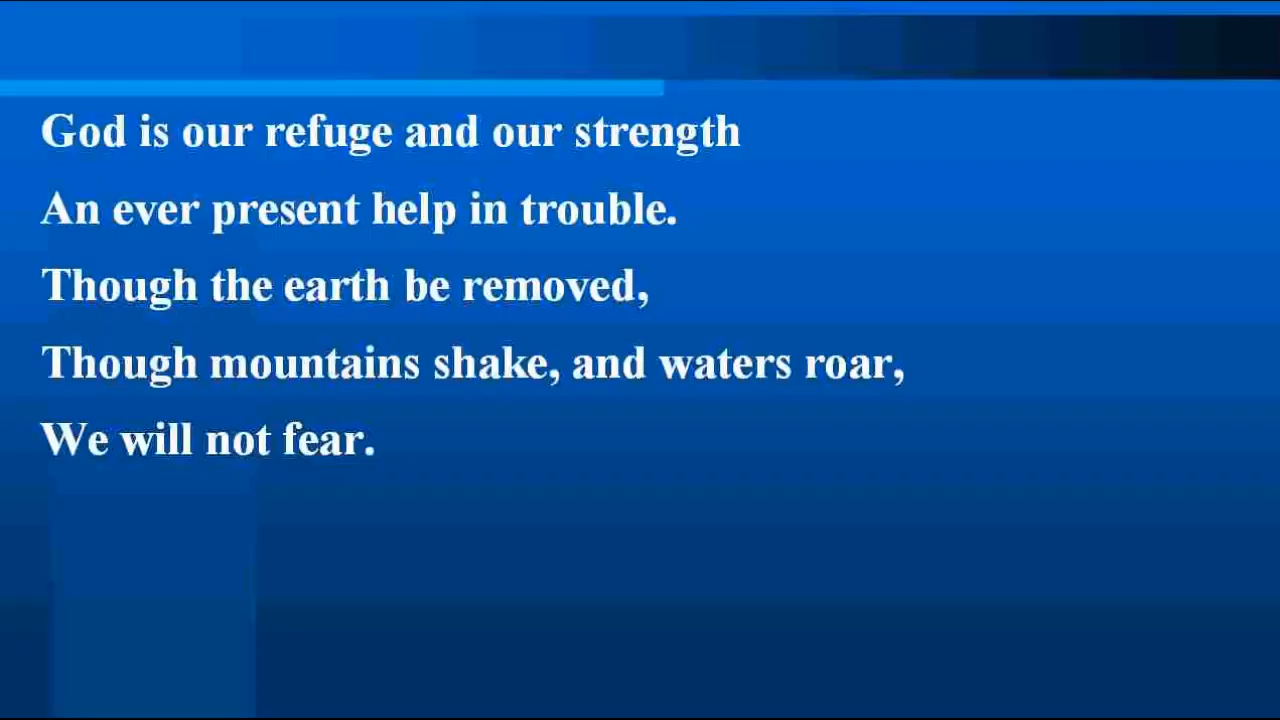 God is our refuge and our strength
An ever present help in trouble.
Though the earth be removed,
Though mountains shake, and waters roar,
We will not fear.